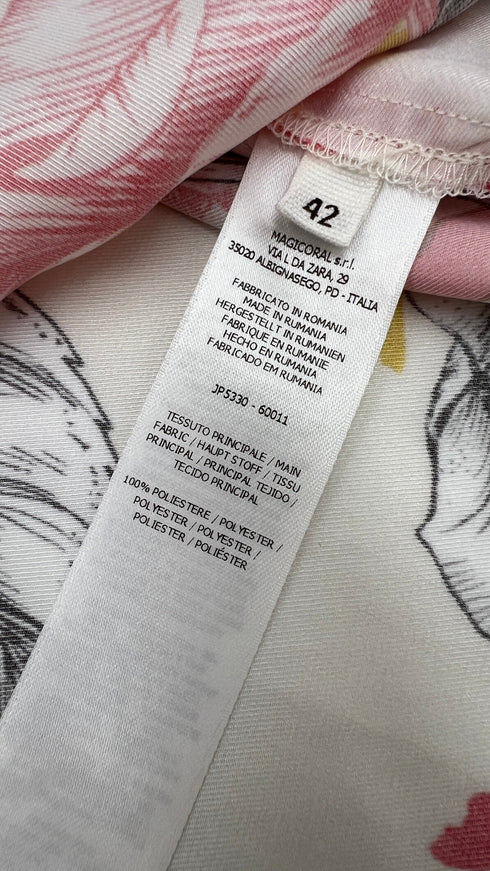 42
MAGICORAL s.r.l.
VIA L DA ZARA, 29
35020 ALBIGNASEGO, PD - ITALIA
FABBRICATO IN ROMANIA
MADE IN RUMANIA
HERGESTELLT IN RUMANIEN
FABRIQUE EN RUMANIE
HECHO EN RUMANIA
FABRICADO EM RUMANIA
JP5330 - 60011
TESSUTO PRINCIPALE / MAIN
FABRIC / HAUPT STOFF / TISSU
PRINCIPAL / PRINCIPAL TEJIDO /
TECIDO PRINCIPAL
100% POLIESTERE / POLYESTER /
POLYESTER / POLYESTER /
POLIESTER / POLIÉSTER